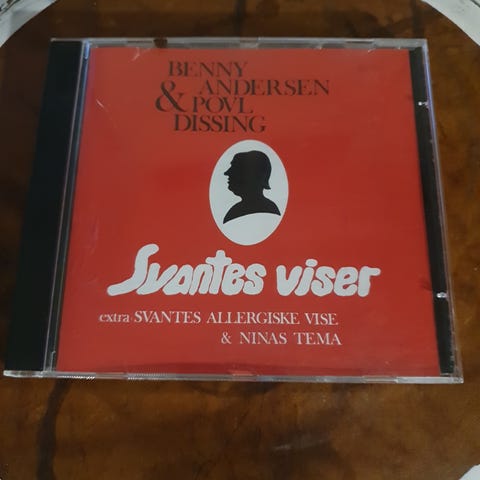 BENNY
ANDERSEN
& POVL
DISSING
Svantes viser
extra: SVANTES ALLERGISKE VISE
& NINAS TEMA